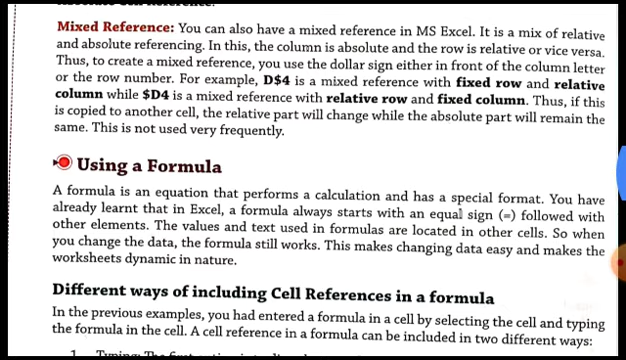 Mixed Reference: You can also have a mixed reference in MS Excel. It is a mix of relative
and absolute referencing. In this, the column is absolute and the row is relative or vice versa.
Thus, to create a mixed reference, you use the dollar sign either in front of the column letter
or the row number. For example, D$4 is a mixed reference with fixed row and relative
column while $D4 is a mixed reference with relative row and fixed column. Thus, if this
is copied to another cell, the relative part will change while the absolute part will remain the
same. This is not used very frequently.
Using a Formula
A formula is an equation that performs a calculation and has a special format. You have
already learnt that in Excel, a formula always starts with an equal sign (=) followed with
other elements. The values and text used in formulas are located in other cells. So when
you change the data, the formula still works. This makes changing data easy and makes the
worksheets dynamic in nature.
Different ways of including Cell References in a formula
In the previous examples, you had entered a formula in a cell by selecting the cell and typing
the formula in the cell. A cell reference in a formula can be included in two different ways: